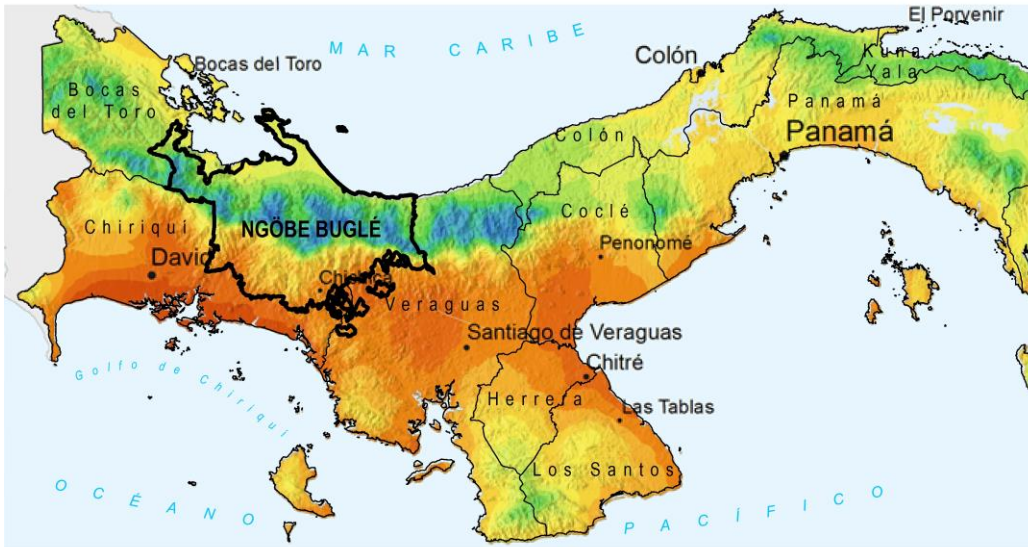 El Porvenir
MAR CARIBE
Colón
Kuna
Yala
Bocas del Toro
Bocas
del Toro
Panamá
Colón
Panamá
Chiriquí
NGÖBE BUGLÉ
Coclé
David
Penonomé
Chichica
Veraguas
Santiago de Veraguas
Chitré
Golfo de Chiriquí
Herrera
Las Tablas
Los Santos
OCÉANO
PACÍFICO